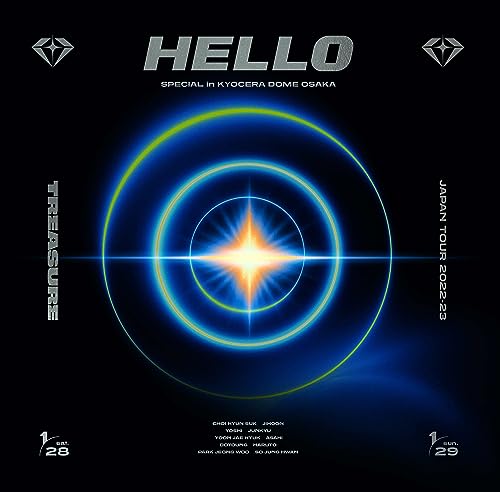 HELLO
SPECIAL in KYOCERA DOME OSAKA
TREASURE
JAPAN TOUR 2022-23
CHOI HYUN SUK JIHOON
YOSHI JUNKYU
YOON JAE HYUK ASAHI
DOYOUNG HARUTO
PARK JEONG WOO SO JUNG HWAN
1/sat.
28
1/sun.
29